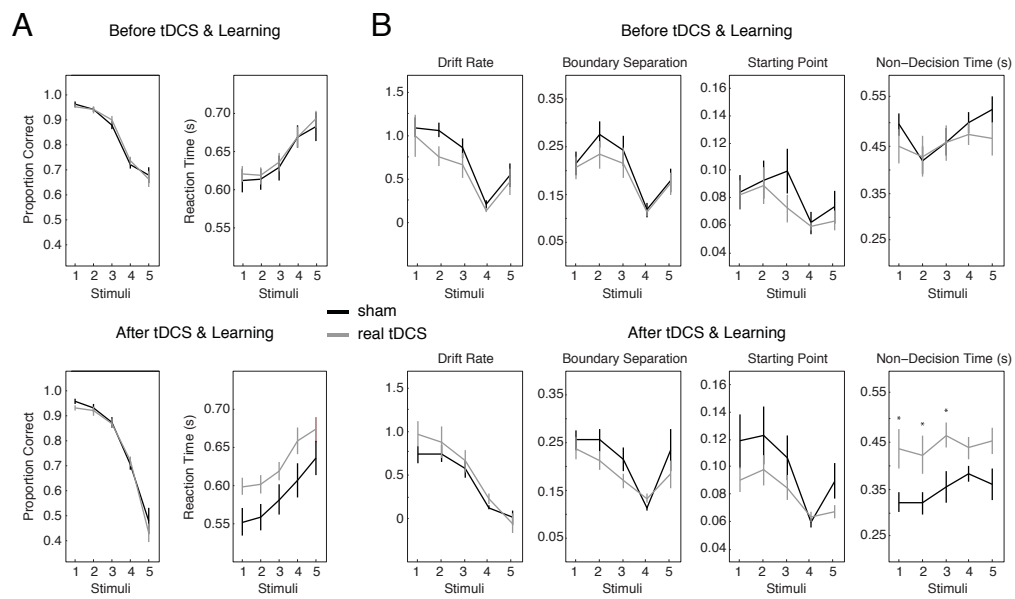 A
B
Before tDCS & Learning
Before tDCS & Learning
Drift Rate
Boundary Separation
Starting Point
Non−Decision Time (s)
Proportion Correct
1.0
0.9
0.8
0.7
0.6
0.5
0.4
1 2 3 4 5
Stimuli
Reaction Time (s)
0.70
0.65
0.60
0.55
1 2 3 4 5
Stimuli
1.5
1.0
0.5
0
1 2 3 4 5
Stimuli
0.35
0.25
0.15
0.05
1 2 3 4 5
Stimuli
0.16
0.14
0.12
0.10
0.08
0.06
0.04
1 2 3 4 5
Stimuli
0.55
0.45
0.35
0.25
1 2 3 4 5
Stimuli
sham
real tDCS
After tDCS & Learning
After tDCS & Learning
Drift Rate
Boundary Separation
Starting Point
Non−Decision Time (s)
Proportion Correct
1.0
0.9
0.8
0.7
0.6
0.5
0.4
1 2 3 4 5
Stimuli
Reaction Time (s)
0.70
0.65
0.60
0.55
1 2 3 4 5
Stimuli
1.5
1.0
0.5
0
1 2 3 4 5
Stimuli
0.35
0.25
0.15
0.05
1 2 3 4 5
Stimuli
0.16
0.14
0.12
0.10
0.08
0.06
0.04
1 2 3 4 5
Stimuli
0.55
0.45
0.35
0.25
* * *
1 2 3 4 5
Stimuli